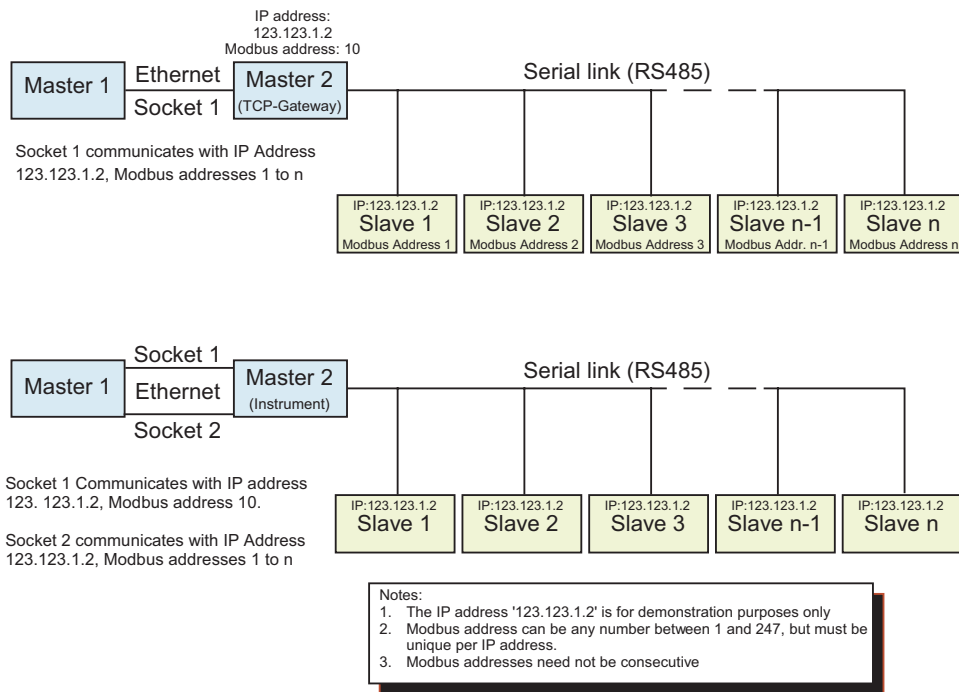 IP address:
123.123.1.2
Modbus address: 10
Master 1
Ethernet
Socket 1
Master 2
(TCP-Gateway)
Serial link (RS485)
Socket 1 communicates with IP Address
123.123.1.2, Modbus addresses 1 to n
IP:123.123.1.2
Slave 1
Modbus Address 1
IP:123.123.1.2
Slave 2
Modbus Address 2
IP:123.123.1.2
Slave 3
Modbus Address 3
IP:123.123.1.2
Slave n-1
Modbus Addr. n-1
IP:123.123.1.2
Slave n
Modbus Address n
Master 1
Socket 1
Ethernet
Socket 2
Master 2
(Instrument)
Serial link (RS485)
Socket 1 Communicates with IP address
123. 123.1.2, Modbus address 10.
Socket 2 communicates with IP Address
123.123.1.2, Modbus addresses 1 to n
IP:123.123.1.2
Slave 1
IP:123.123.1.2
Slave 2
IP:123.123.1.2
Slave 3
IP:123.123.1.2
Slave n-1
IP:123.123.1.2
Slave n
Notes:
1. The IP address '123.123.1.2' is for demonstration purposes only
2. Modbus address can be any number between 1 and 247, but must be
unique per IP address.
3. Modbus addresses need not be consecutive